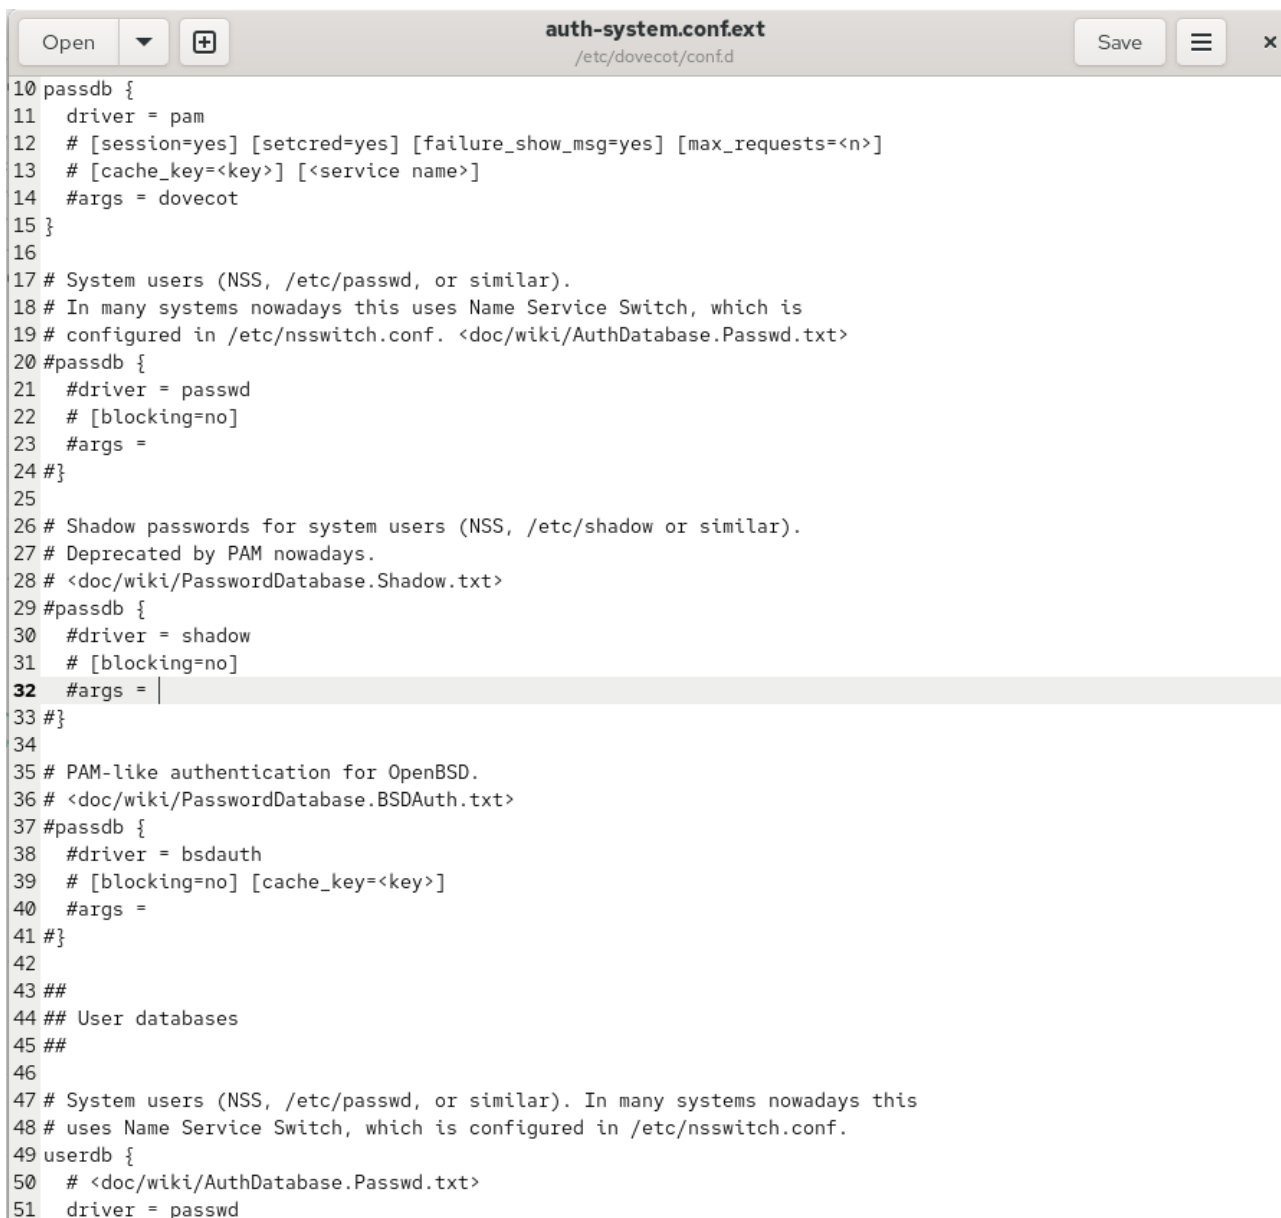 Open
auth-system.conf.ext
/etc/dovecot/conf.d
Save
10 passdb {
11   driver = pam
12   # [session=yes] [setcred=yes] [failure_show_msg=yes] [max_requests=<n>]
13   # [cache_key=<key>] [<service name>]
14   #args = dovecot
15 }
16
17 # System users (NSS, /etc/passwd, or similar).
18 # In many systems nowadays this uses Name Service Switch, which is
19 # configured in /etc/nsswitch.conf. <doc/wiki/AuthDatabase.Passwd.txt>
20 #passdb {
21   #driver = passwd
22   # [blocking=no]
23   #args =
24 #}
25
26 # Shadow passwords for system users (NSS, /etc/shadow or similar).
27 # Deprecated by PAM nowadays.
28 # <doc/wiki/PasswordDatabase.Shadow.txt>
29 #passdb {
30   #driver = shadow
31   # [blocking=no]
32   #args =
33 #}
34
35 # PAM-like authentication for OpenBSD.
36 # <doc/wiki/PasswordDatabase.BSDAuth.txt>
37 #passdb {
38   #driver = bsdauth
39   # [blocking=no] [cache_key=<key>]
40   #args =
41 #}
42
43 ##
44 ## User databases
45 ##
46
47 # System users (NSS, /etc/passwd, or similar). In many systems nowadays this
48 # uses Name Service Switch, which is configured in /etc/nsswitch.conf.
49 userdb {
50   # <doc/wiki/AuthDatabase.Passwd.txt>
51   driver = passwd